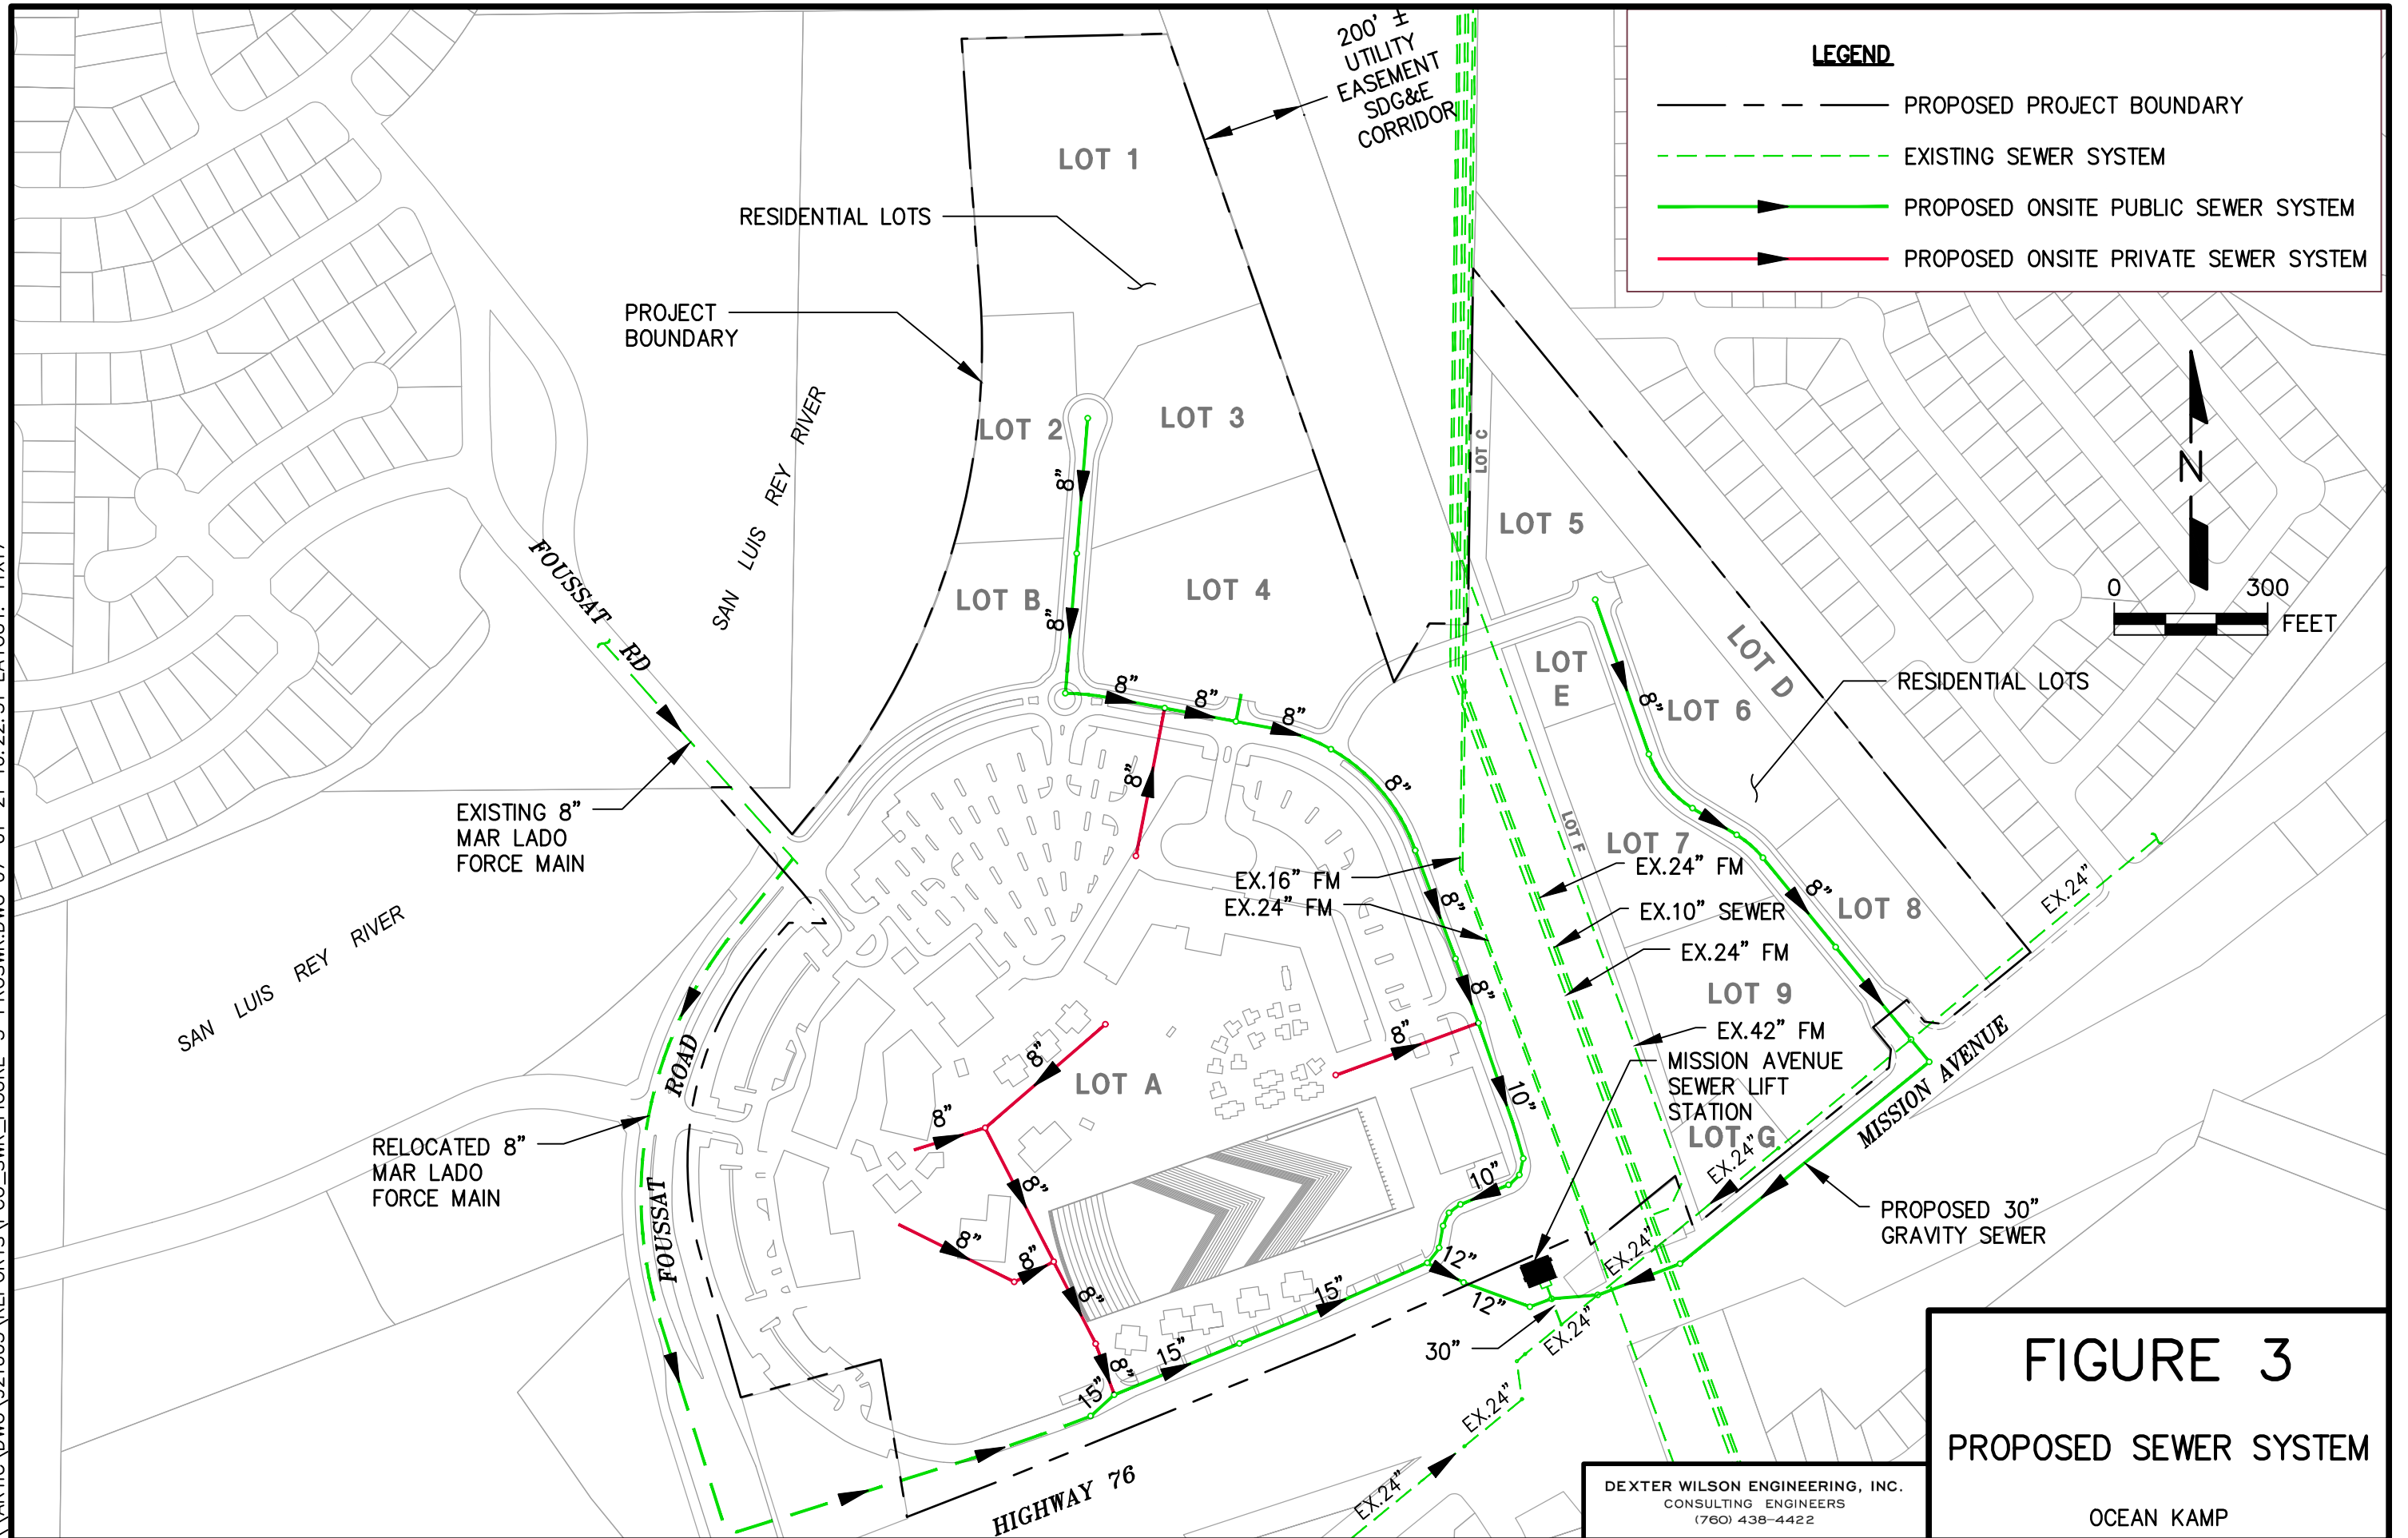 200' ±
UTILITY
EASEMENT
SDG&E
CORRIDOR
LEGEND
PROPOSED PROJECT BOUNDARY
EXISTING SEWER SYSTEM
PROPOSED ONSITE PUBLIC SEWER SYSTEM
PROPOSED ONSITE PRIVATE SEWER SYSTEM
LOT 1
RESIDENTIAL LOTS
PROJECT
BOUNDARY
SAN LUIS REY RIVER
LOT 2
LOT 3
8"
LOT C
LOT 5
N
0 300
FEET
FOUSSAT RD
LOT B
8"
LOT 4
LOT D
LOT
E
RESIDENTIAL LOTS
8"
8"
8"
8"
LOT 6
8"
8"
EXISTING 8"
MAR LADO
FORCE MAIN
LOT F
LOT 7
EX.16" FM
EX.24" FM
EX.24" FM
8"
8"
EX.24"
EX.10" SEWER
LOT 8
SAN LUIS REY RIVER
EX.24" FM
8"
LOT 9
EX.42" FM
MISSION AVENUE
SEWER LIFT
STATION
8"
8"
LOT A
ROAD
10"
MISSION AVENUE
LOT G
8"
RELOCATED 8"
MAR LADO
FORCE MAIN
EX.24"
10"
8"
FOUSSAT
PROPOSED 30"
GRAVITY SEWER
8"
8"
EX.24"
12"
8"
15"
12"
EX.24"
30"
15"
8"
15"
EX.24"
HIGHWAY 76
EX.24"
DEXTER WILSON ENGINEERING, INC.
CONSULTING ENGINEERS
(760) 438-4422
FIGURE 3
PROPOSED SEWER SYSTEM
OCEAN KAMP